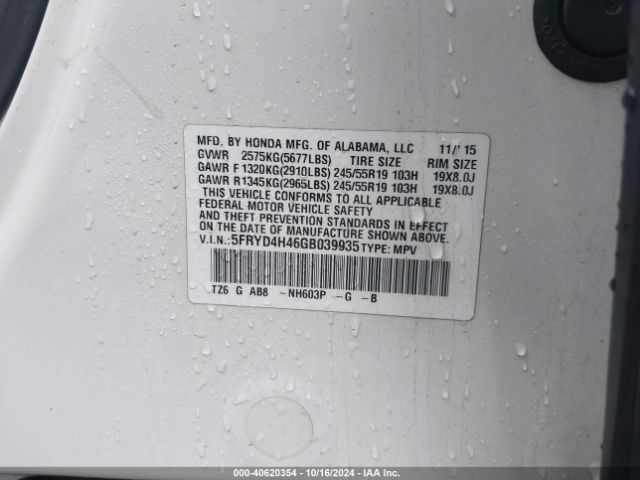 MFD. BY HONDA MFG. OF ALABAMA, LLC 11/'15
GVWR 2575KG(5677LBS) TIRE SIZE RIM SIZE
GAWR F 1320KG(2910LBS) 245/55R19 103H 19X8.0J
GAWR R 1345KG(2965LBS) 245/55R19 103H 19X8.0J
THIS VEHICLE CONFORMS TO ALL APPLICABLE
FEDERAL MOTOR VEHICLE SAFETY
AND THEFT PREVENTION STANDARDS IN EFFECT
ON THE DATE OF MANUFACTURE SHOWN ABOVE.
V.I.N.: 5FRYD4H46GB039935 TYPE: MPV
TZ6 G AB8 -NH603P -G -B
000-40620354 - 10/16/2024 - IAA Inc.